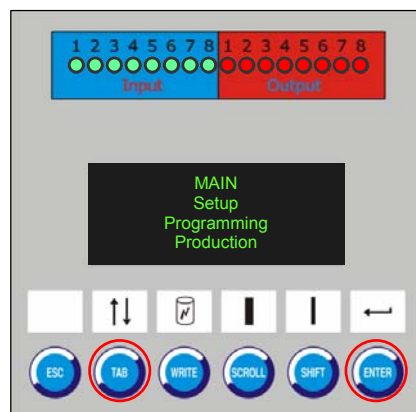 1 2 3 4 5 6 7 8 1 2 3 4 5 6 7 8
Input Output
MAIN
Setup
Programming
Production
ESC TAB WRITE SCROLL SHIFT ENTER